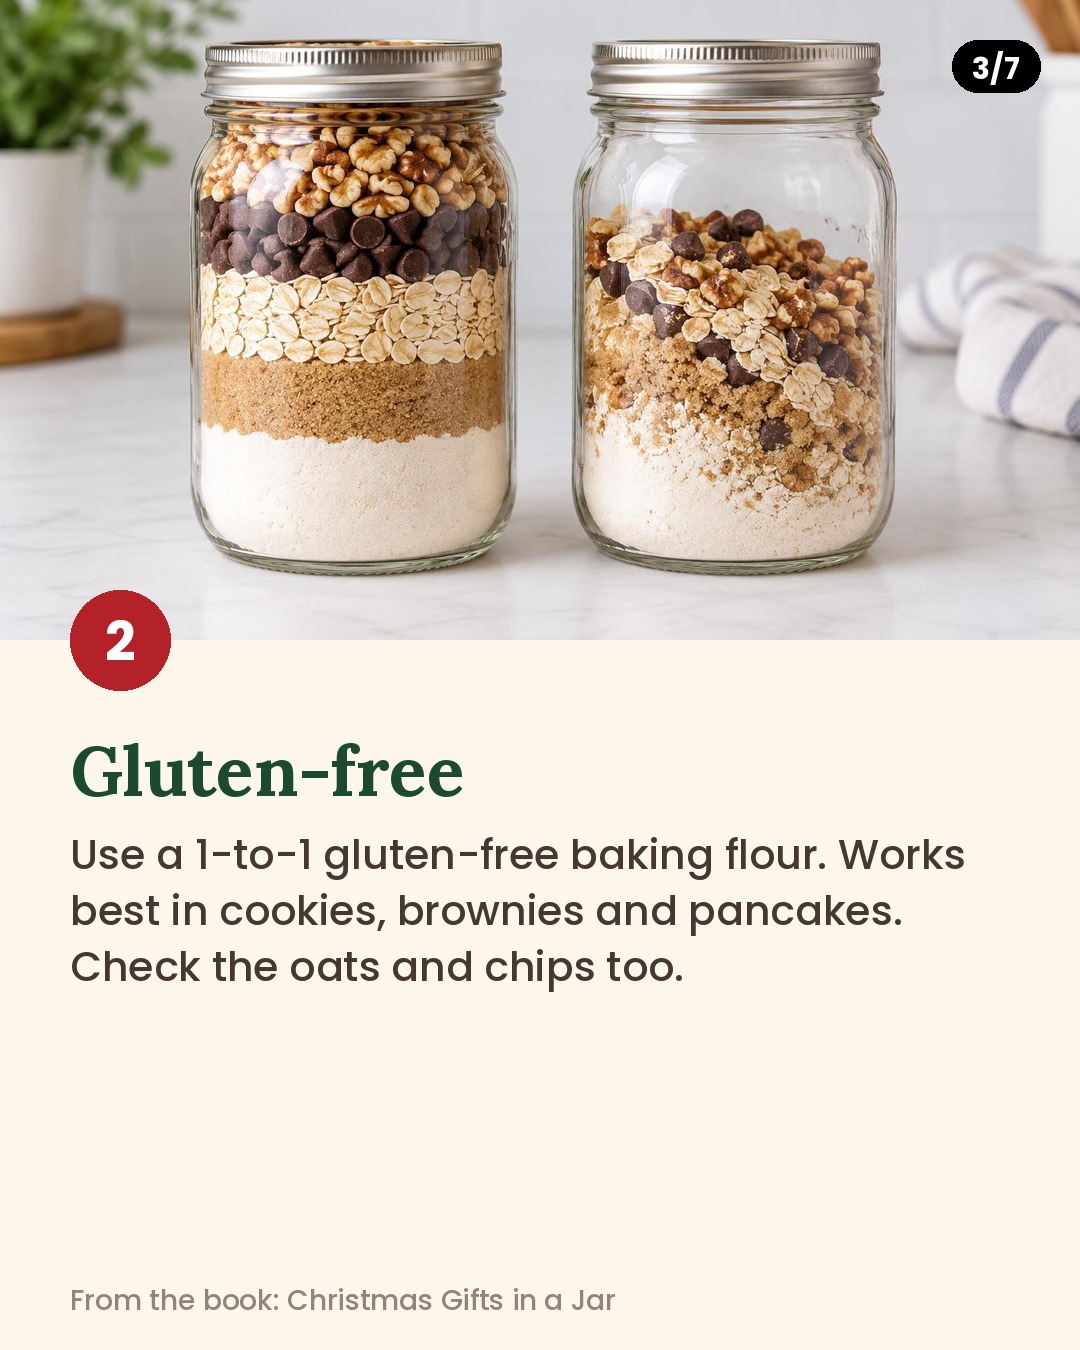 3/7
2
Gluten-free
Use a 1-to-1 gluten-free baking flour. Works
best in cookies, brownies and pancakes.
Check the oats and chips too.
From the book: Christmas Gifts in a Jar